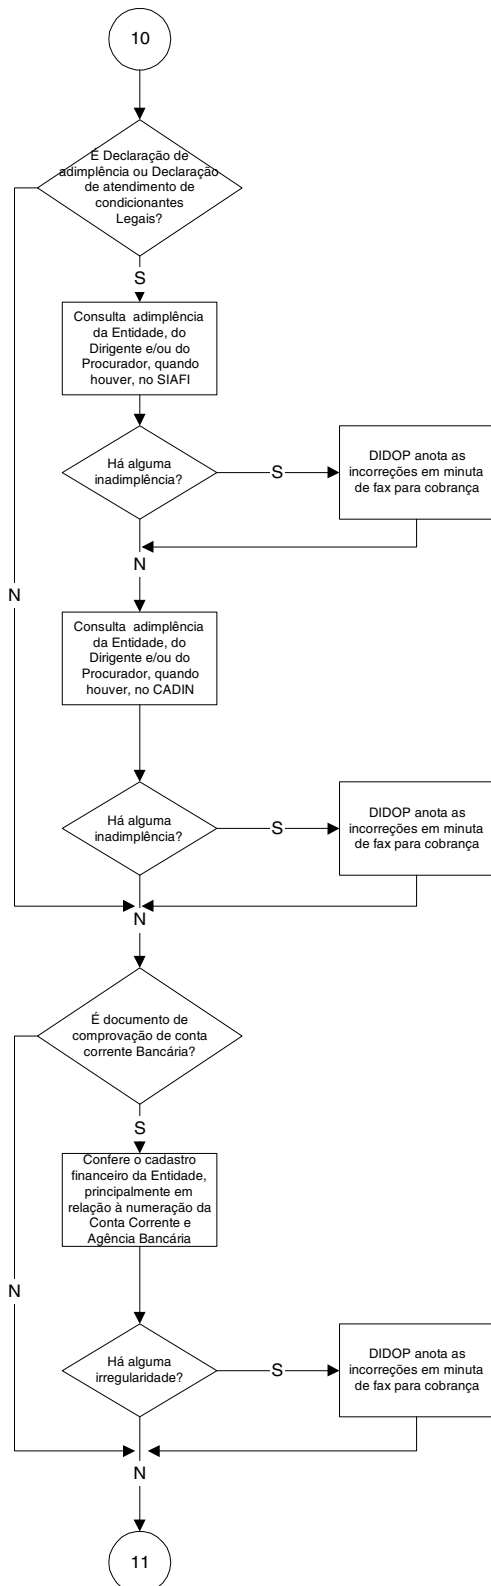 10
É Declaração de
adimplência ou Declaração
de atendimento de
condicionantes
Legais?
S
Consulta adimplência
da Entidade, do
Dirigente e/ou do
Procurador, quando
houver, no SIAFI
Há alguma
inadimplência?
S
DIDOP anota as
incorreções em minuta
de fax para cobrança
N
N
Consulta adimplência
da Entidade, do
Dirigente e/ou do
Procurador, quando
houver, no CADIN
Há alguma
inadimplência?
S
DIDOP anota as
incorreções em minuta
de fax para cobrança
N
É documento de
comprovação de conta
corrente Bancária?
S
Confere o cadastro
financeiro da Entidade,
principalmente em
relação à numeração da
Conta Corrente e
Agência Bancária
N
Há alguma
irregularidade?
S
DIDOP anota as
incorreções em minuta
de fax para cobrança
N
11